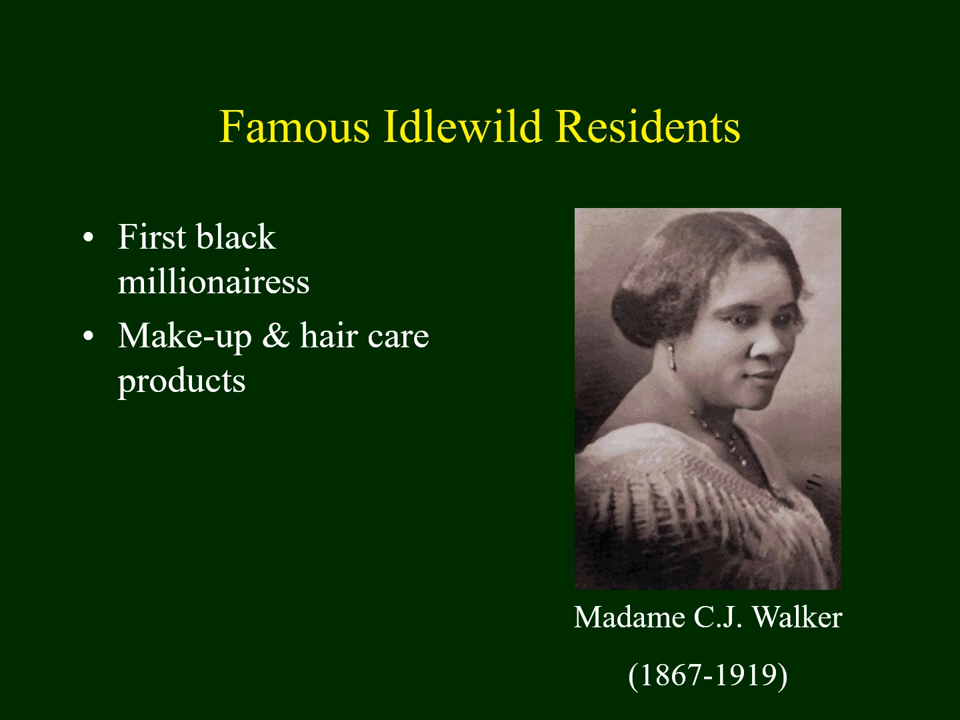 Famous Idlewild Residents
• First black
millionairess
• Make-up & hair care
products
Madame C.J. Walker
(1867-1919)